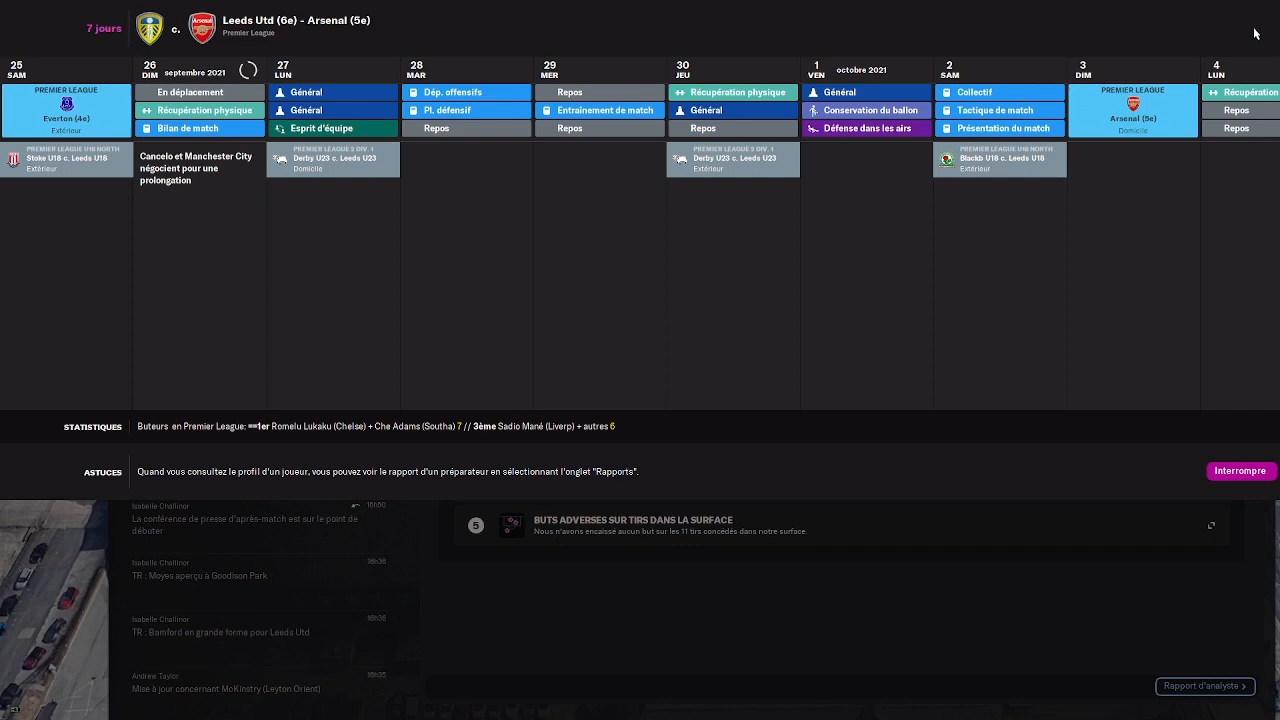 7 jours
c.
Leeds Utd (6e) - Arsenal (5e)
Premier League
25
SAM
26
DIM
septembre 2021
27
LUN
28
MAR
29
MER
30
JEU
1
VEN
octobre 2021
2
SAM
3
DIM
4
LUN
PREMIER LEAGUE
Everton (4e)
Extérieur
En déplacement
Récupération physique
Bilan de match
Général
Général
Esprit d'équipe
Dép. offensifs
Pl. défensif
Repos
Repos
Entraînement de match
Repos
Récupération physique
Général
Repos
Général
Conservation du ballon
Défense dans les airs
Collectif
Tactique de match
Présentation du match
PREMIER LEAGUE
Arsenal (5e)
Domicile
Récupération
Repos
Repos
PREMIER LEAGUE U18 NORTH
Stoke U18 c. Leeds U18
Extérieur
Cancelo et Manchester City
négocient pour une
prolongation
PREMIER LEAGUE 2 DIV. 1
Derby U23 c. Leeds U23
Domicile
PREMIER LEAGUE 2 DIV. 1
Derby U23 c. Leeds U23
Extérieur
PREMIER LEAGUE U18 NORTH
Blackb U18 c. Leeds U18
Extérieur
STATISTIQUES
Buteurs en Premier League: ==1er Romelu Lukaku (Chelse) + Che Adams (Southa) 7 // 3ème Sadio Mané (Liverp) + autres 6
ASTUCES
Quand vous consultez le profil d'un joueur, vous pouvez voir le rapport d'un préparateur en sélectionnant l'onglet "Rapports".
Interrompre
Isabelle Challinor
La conférence de presse d'après-match est sur le point de
débuter
5
BUTS ADVERSES SUR TIRS DANS LA SURFACE
Nous n'avons encaissé aucun but sur les 11 tirs concédés dans notre surface.
Isabelle Challinor
16h36
TR : Moyes aperçu à Goodison Park
Isabelle Challinor
16h36
TR : Bamford en grande forme pour Leeds Utd
Andrew Taylor
16h35
Mise à jour concernant McKinstry (Leyton Orient)
Rapport d'analyste